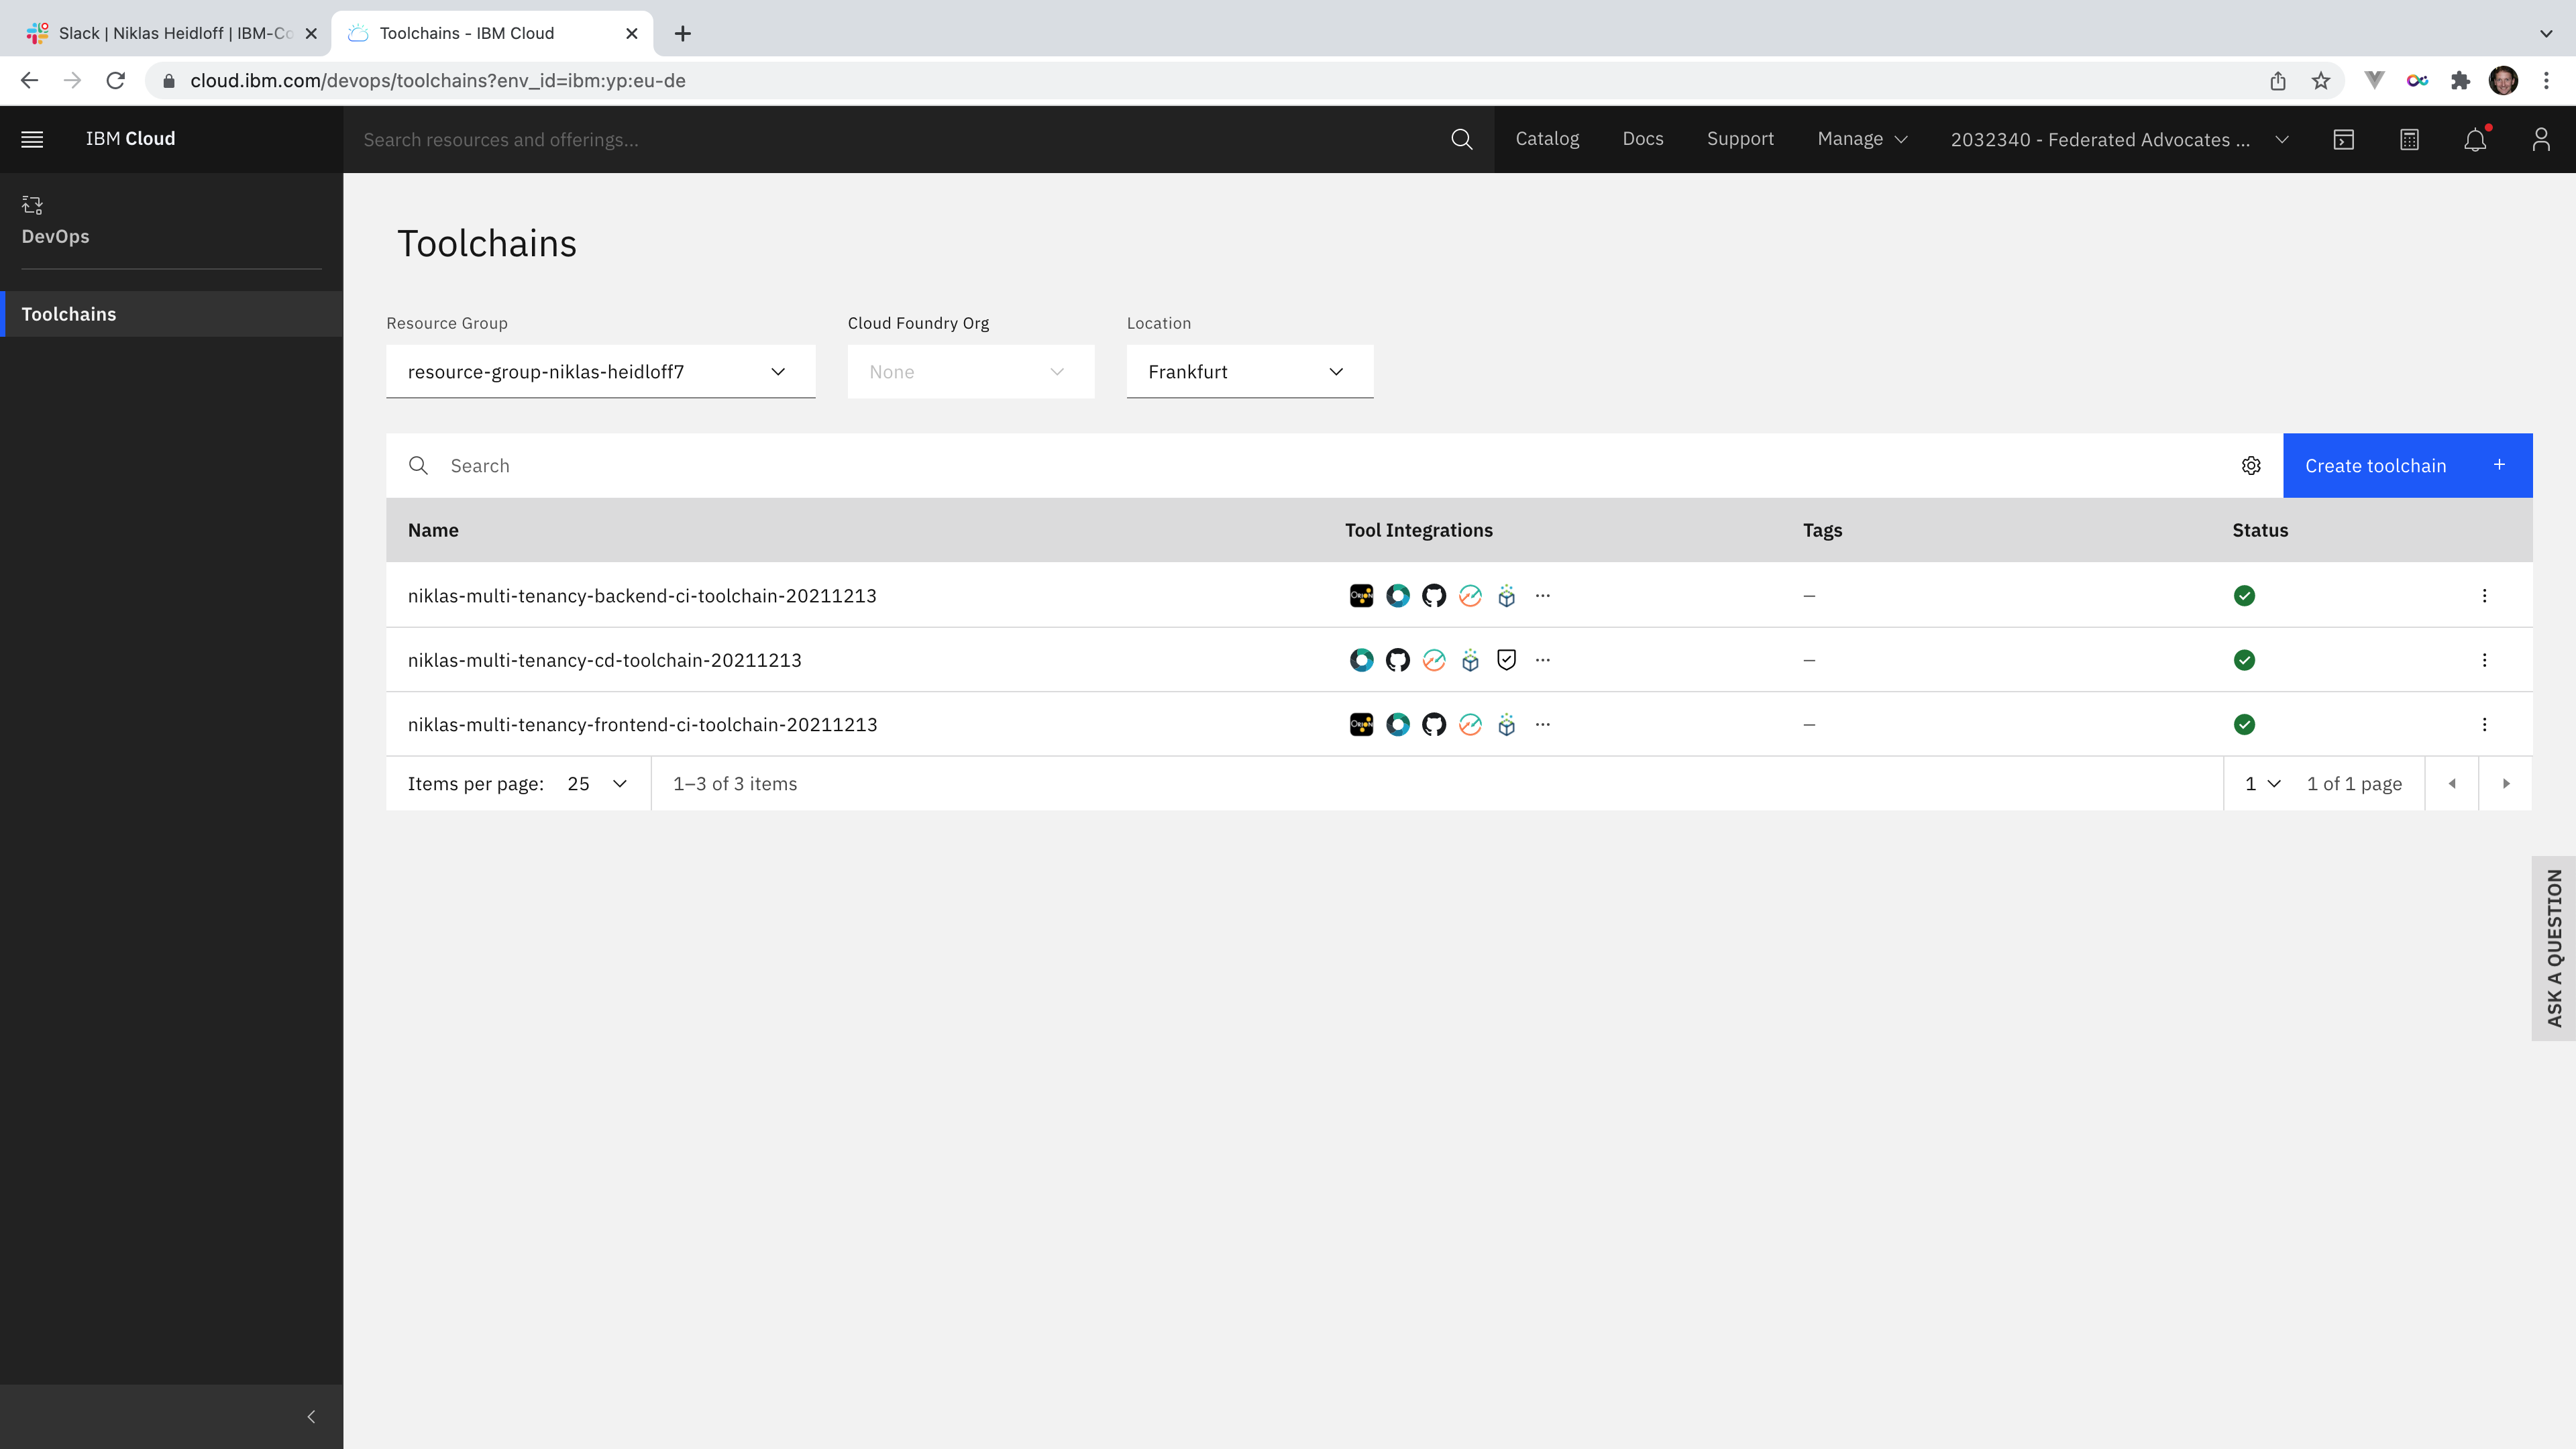 Slack | Niklas Heidloff | IBM-Co
Toolchains - IBM Cloud
cloud.ibm.com/devops/toolchains?env_id=ibm:yp:eu-de
IBM Cloud
Search resources and offerings...
Catalog
Docs
Support
Manage
2032340 - Federated Advocates ...
DevOps
Toolchains
Toolchains
Resource Group
Cloud Foundry Org
Location
resource-group-niklas-heidloff7
None
Frankfurt
Search
Create toolchain
Name
Tool Integrations
Tags
Status
niklas-multi-tenancy-backend-ci-toolchain-20211213
ORION
–
niklas-multi-tenancy-cd-toolchain-20211213
–
niklas-multi-tenancy-frontend-ci-toolchain-20211213
ORION
–
Items per page: 25
1–3 of 3 items
1
1 of 1 page
ASK A QUESTION